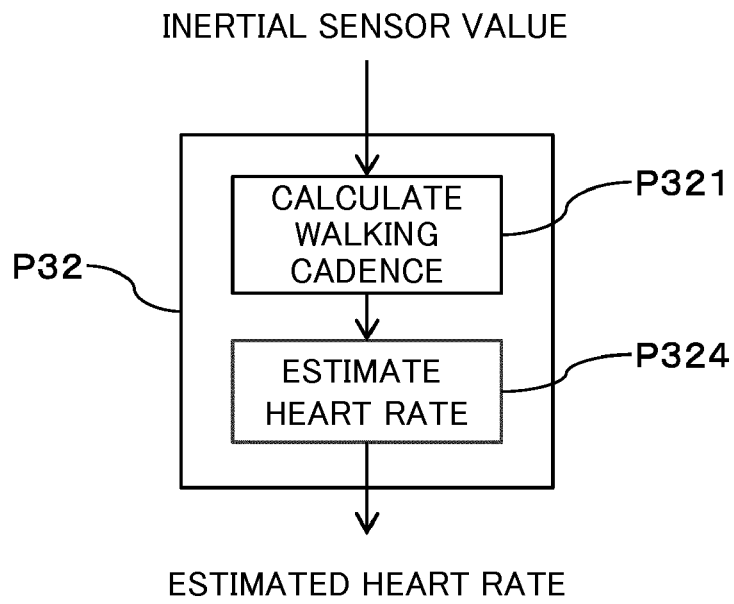 INERTIAL SENSOR VALUE
CALCULATE
WALKING
CADENCE
P321
P32
ESTIMATE
HEART RATE
P324
ESTIMATED HEART RATE